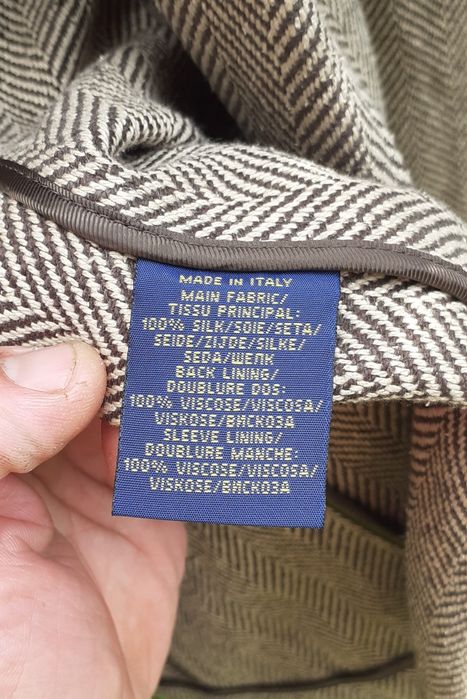 MADE IN ITALY
MAIN FABRIC/
TISSU PRINCIPAL:
100% SILK/SOIE/SETA/
SEIDE/ZIJDE/SILKE/
SEDA/ШЕЛК
BACK LINING/
DOUBLURE DOS:
100% VISCOSE/VISCOSA/
VISKOSE/ВИСКОЗА
SLEEVE LINING/
DOUBLURE MANCHE:
100% VISCOSE/VISCOSA/
VISKOSE/ВИСКОЗА